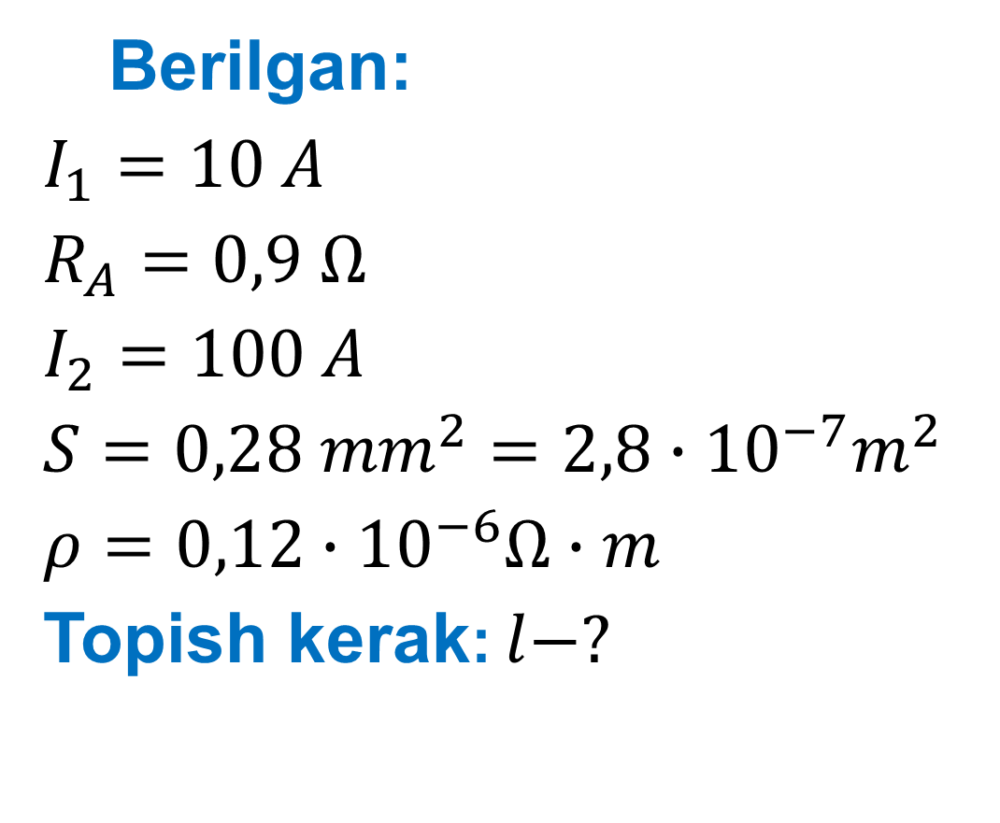 Berilgan:
I₁ = 10 A
R_A = 0,9 Ω
I₂ = 100 A
S = 0,28 mm² = 2,8 · 10⁻⁷m²
ρ = 0,12 · 10⁻⁶Ω · m
Topish kerak: l−?